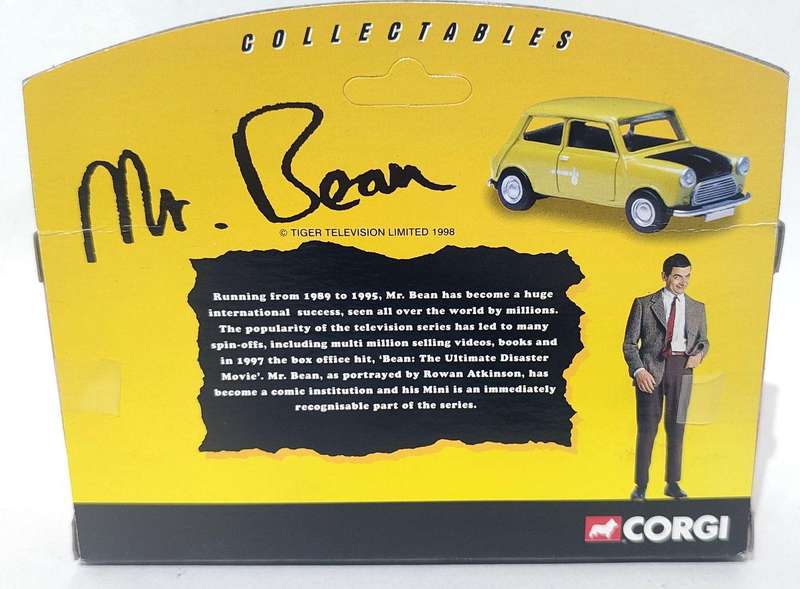 COLLECTABLES
Mr. Bean
© TIGER TELEVISION LIMITED 1998
Running from 1989 to 1995, Mr. Bean has become a huge
international success, seen all over the world by millions.
The popularity of the television series has led to many
spin-offs, including multi million selling videos, books and
in 1997 the box office hit, ‘Bean: The Ultimate Disaster
Movie’. Mr. Bean, as portrayed by Rowan Atkinson, has
become a comic institution and his Mini is an immediately
recognisable part of the series.
CORGI